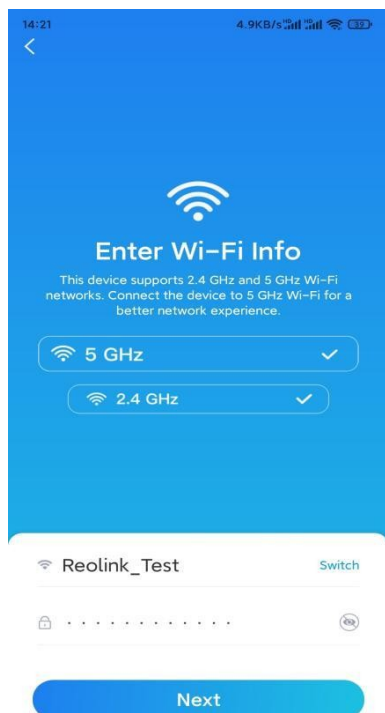 14:21 4.9KB/s 39
Enter Wi-Fi Info
This device supports 2.4 GHz and 5 GHz Wi-Fi
networks. Connect the device to 5 GHz Wi-Fi for a
better network experience.
5 GHz
2.4 GHz
Reolink_Test Switch
Next